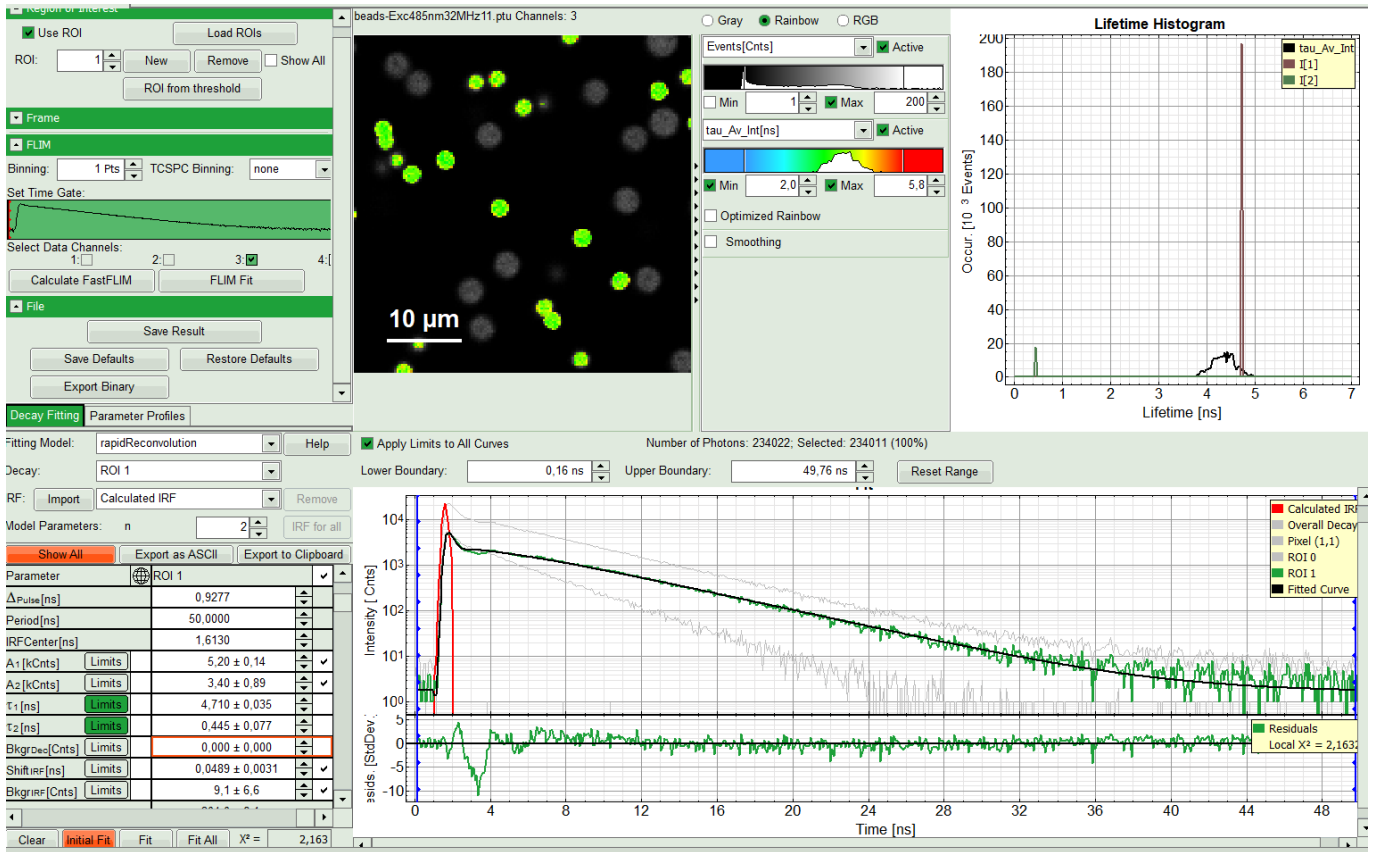 Region of Interest
Use ROI
Load ROIs
ROI: 1 New Remove Show All
ROI from threshold
Frame
FLIM
Binning: 1 Pts TCSPC Binning: none
Set Time Gate:
Select Data Channels:
1: 2: 3: 4:
Calculate FastFLIM FLIM Fit
File
Save Result
Save Defaults Restore Defaults
Export Binary
beads-Exc485nm32MHz11.ptu Channels: 3
10 µm
Gray Rainbow RGB
Events[Cnts] Active
Min 1 Max 200
tau_Av_Int[ns] Active
Min 2,0 Max 5,8
Optimized Rainbow
Smoothing
Lifetime Histogram
tau_Av_Int
I[1]
I[2]
Occur. [10 3 Events]
200
180
160
140
120
100
80
60
40
20
0
0 1 2 3 4 5 6 7
Lifetime [ns]
Decay Fitting Parameter Profiles
Fitting Model: rapidReconvolution Help
Decay: ROI 1
IRF: Import Calculated IRF Remove
Model Parameters: n 2 IRF for all
Show All Export as ASCII Export to Clipboard
Parameter ROI 1
ΔPulse[ns] 0,9277
Period[ns] 50,0000
IRFCenter[ns] 1,6130
A1[kCnts] Limits 5,20 ± 0,14
A2[kCnts] Limits 3,40 ± 0,89
τ1[ns] Limits 4,710 ± 0,035
τ2[ns] Limits 0,445 ± 0,077
BkgrDec[Cnts] Limits 0,000 ± 0,000
ShiftIRF[ns] Limits 0,0489 ± 0,0031
BkgrIRF[Cnts] Limits 9,1 ± 6,6
Clear Initial Fit Fit Fit All X² = 2,163
Apply Limits to All Curves Number of Photons: 234022; Selected: 234011 (100%)
Lower Boundary: 0,16 ns Upper Boundary: 49,76 ns Reset Range
Fit
Calculated IRF
Overall Decay
Pixel (1,1)
ROI 0
ROI 1
Fitted Curve
Intensity [ Cnts]
10⁴
10³
10²
10¹
10⁰
Resids. [StdDev.]
5
0
-5
-10
Residuals
Local X² = 2,1632
0 4 8 12 16 20 24 28 32 36 40 44 48
Time [ns]